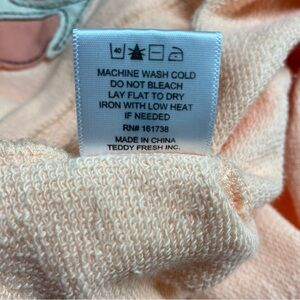 40
MACHINE WASH COLD
DO NOT BLEACH
LAY FLAT TO DRY
IRON WITH LOW HEAT
IF NEEDED
RN# 161738
MADE IN CHINA
TEDDY FRESH INC.